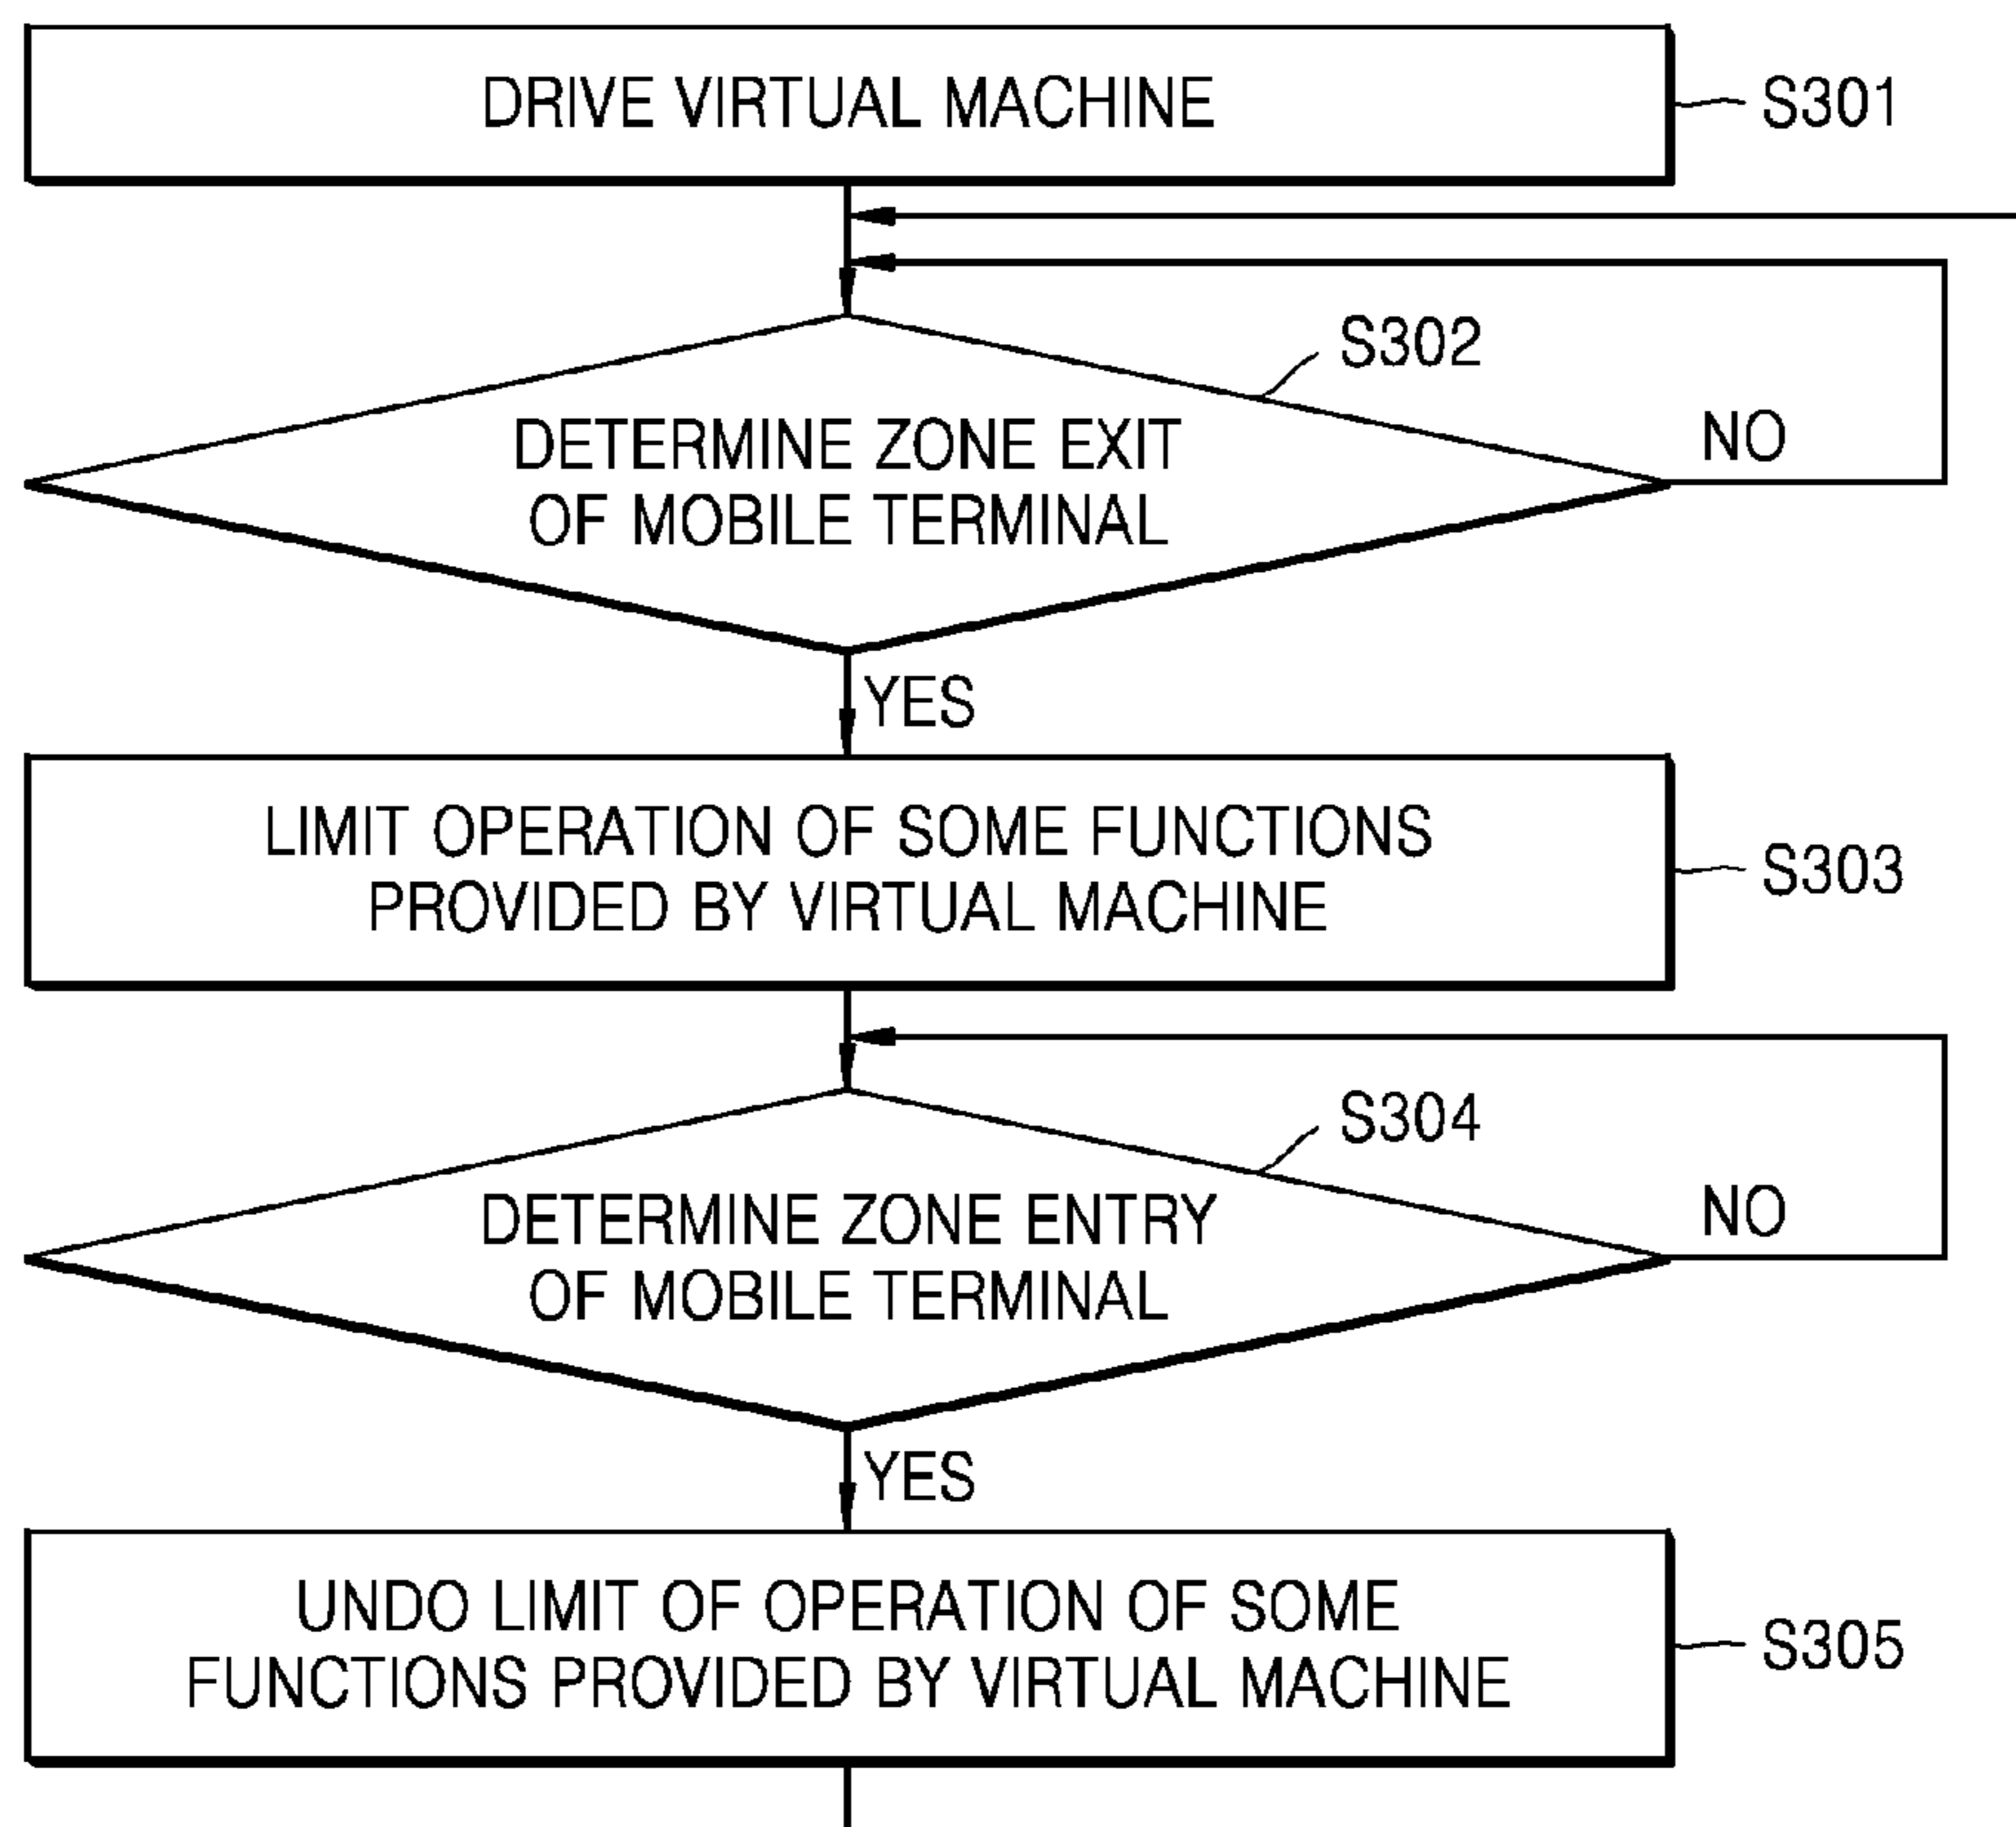 DRIVE VIRTUAL MACHINE
S301
S302
DETERMINE ZONE EXIT
OF MOBILE TERMINAL
NO
YES
LIMIT OPERATION OF SOME FUNCTIONS
PROVIDED BY VIRTUAL MACHINE
S303
S304
DETERMINE ZONE ENTRY
OF MOBILE TERMINAL
NO
YES
UNDO LIMIT OF OPERATION OF SOME
FUNCTIONS PROVIDED BY VIRTUAL MACHINE
S305